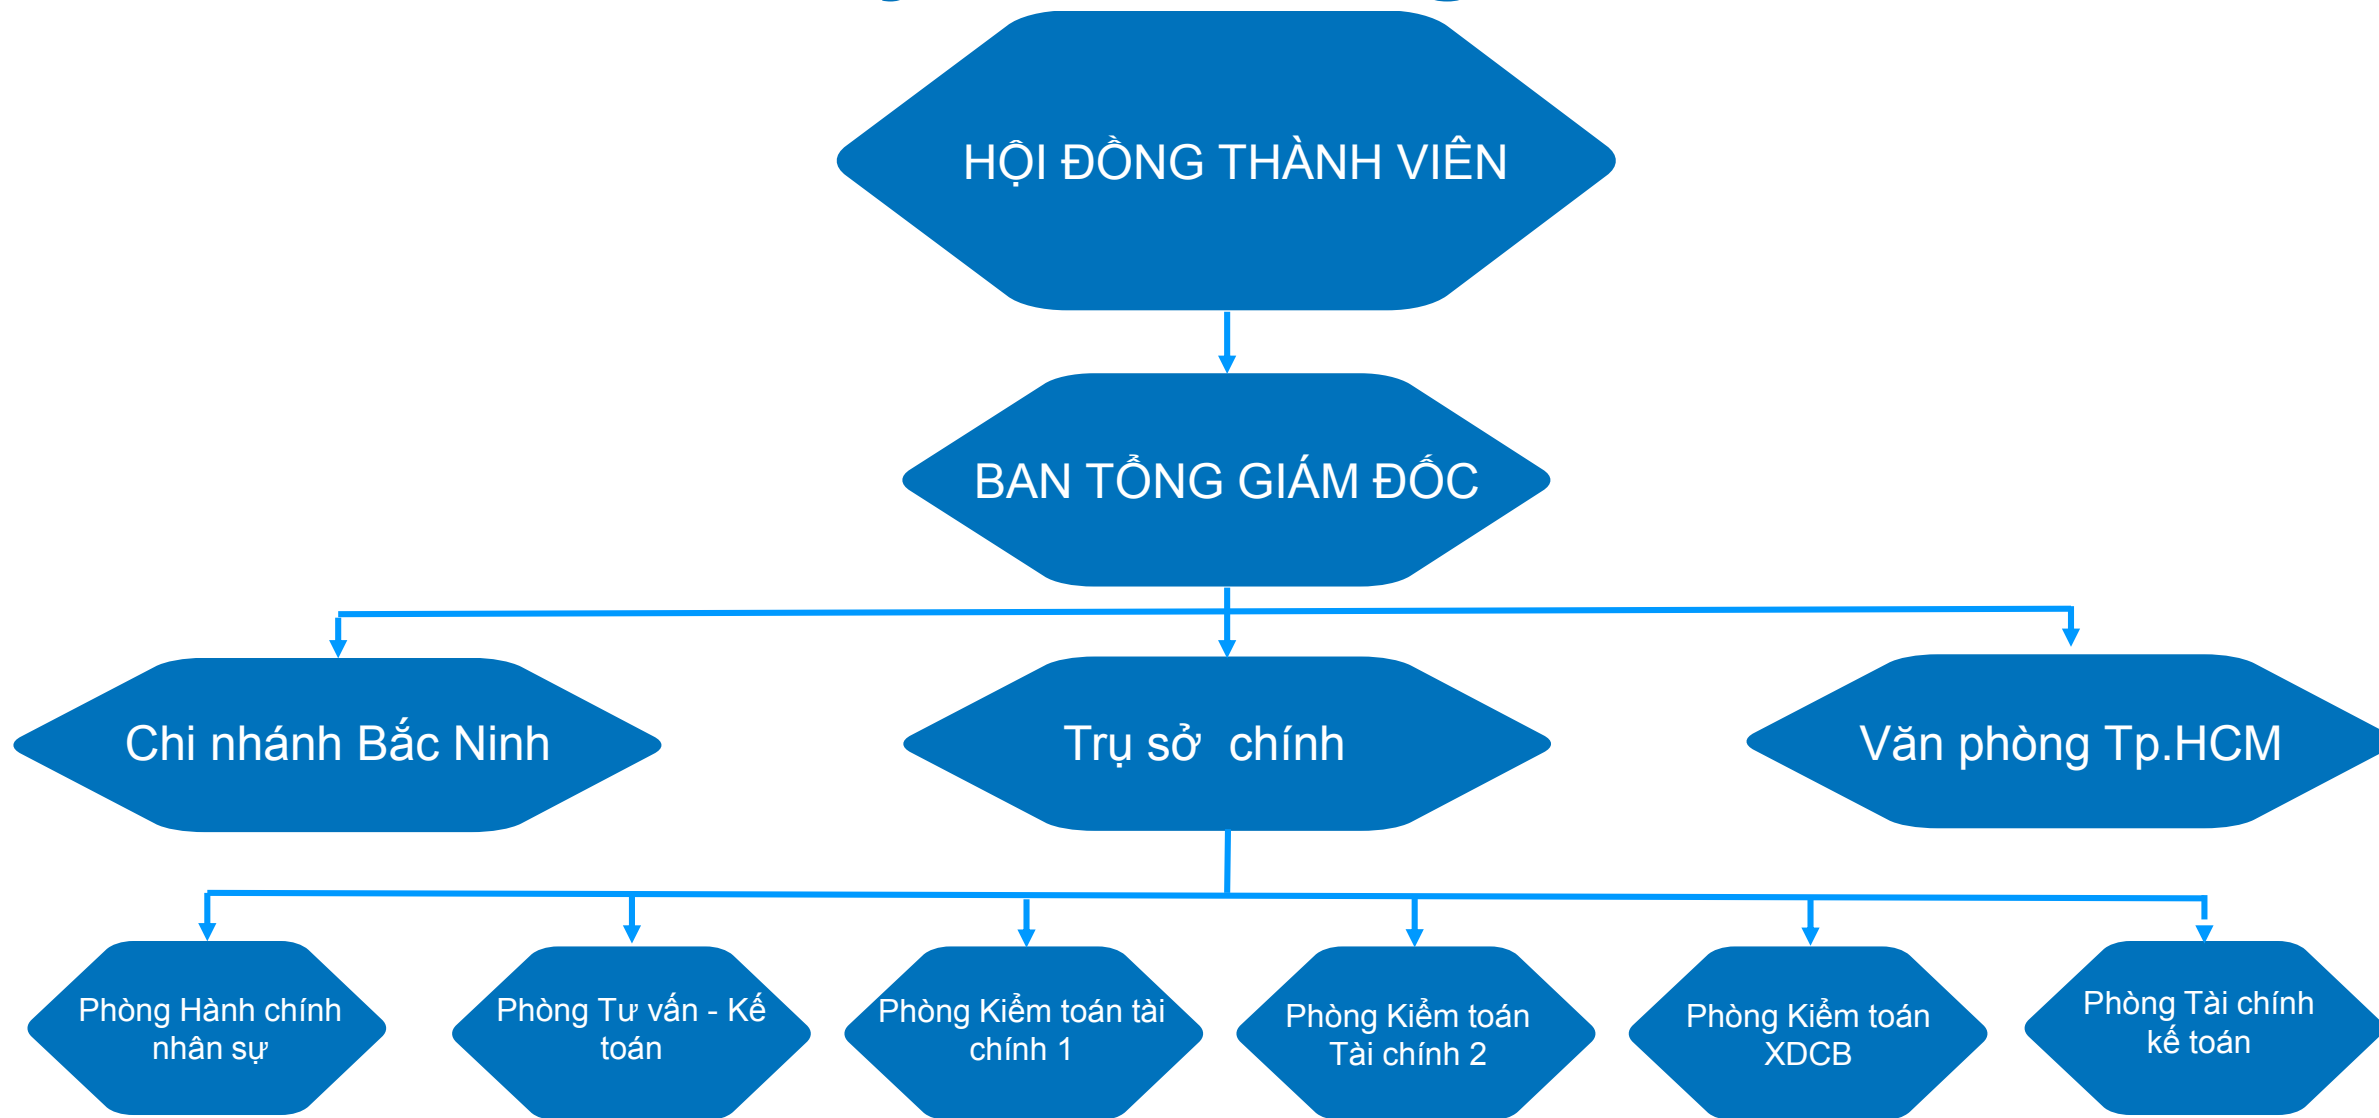 HỘI ĐỒNG THÀNH VIÊN
BAN TỔNG GIÁM ĐỐC
Chi nhánh Bắc Ninh
Trụ sở chính
Văn phòng Tp.HCM
Phòng Hành chính
nhân sự
Phòng Tư vấn - Kế
toán
Phòng Kiểm toán tài
chính 1
Phòng Kiểm toán
Tài chính 2
Phòng Kiểm toán
XDCB
Phòng Tài chính
kế toán